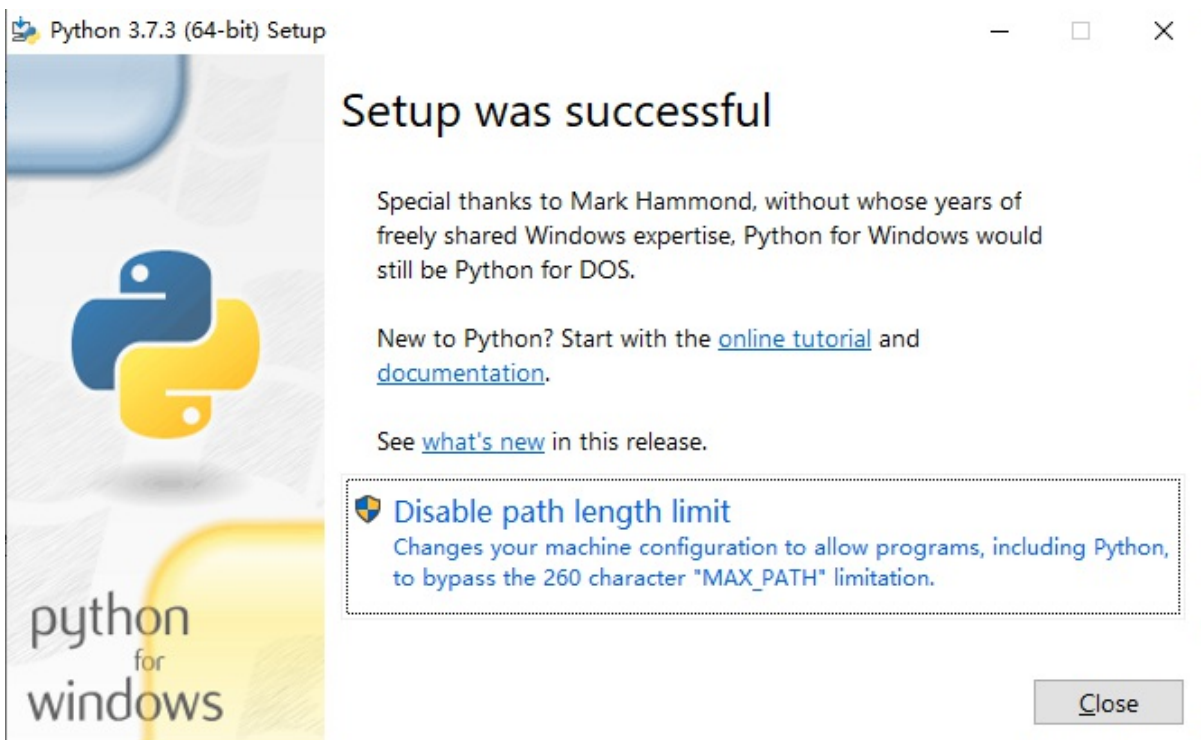 Python 3.7.3 (64-bit) Setup
Setup was successful
Special thanks to Mark Hammond, without whose years of
freely shared Windows expertise, Python for Windows would
still be Python for DOS.
New to Python? Start with the online tutorial and
documentation.
See what's new in this release.
Disable path length limit
Changes your machine configuration to allow programs, including Python,
to bypass the 260 character "MAX_PATH" limitation.
python
for
windows
Close